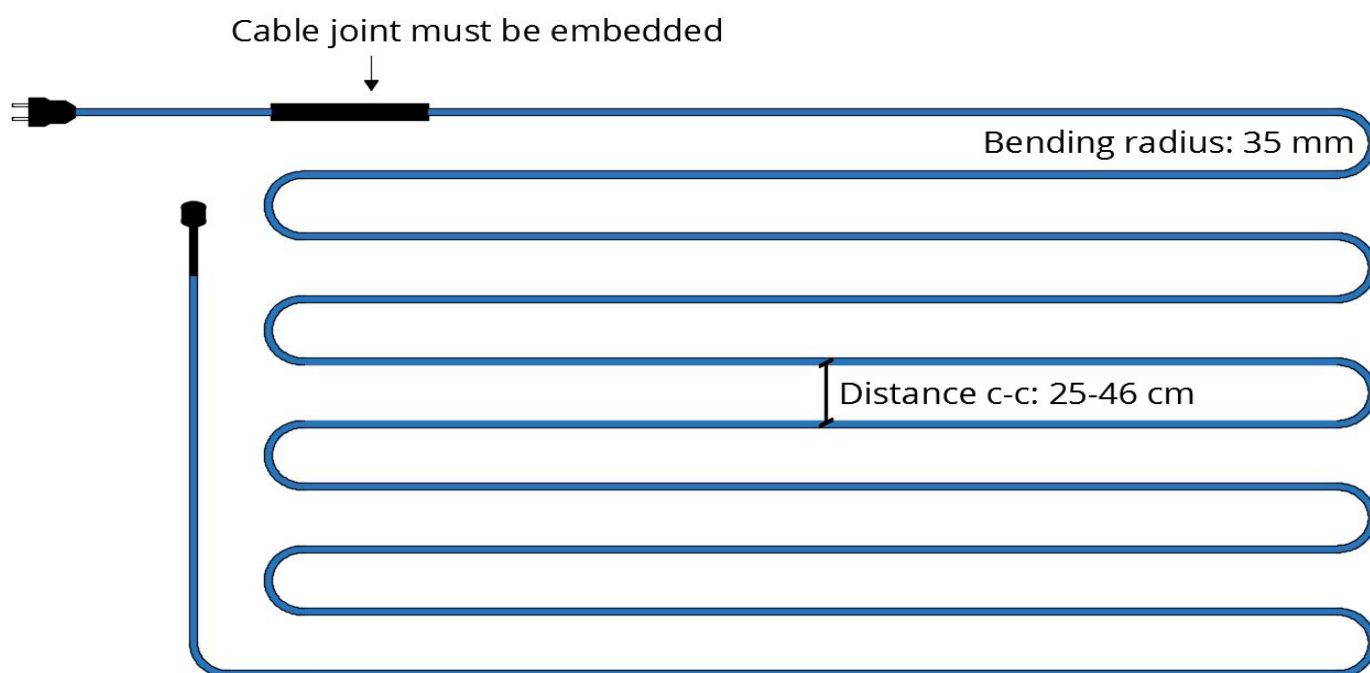 Cable joint must be embedded
Bending radius: 35 mm
Distance c-c: 25-46 cm